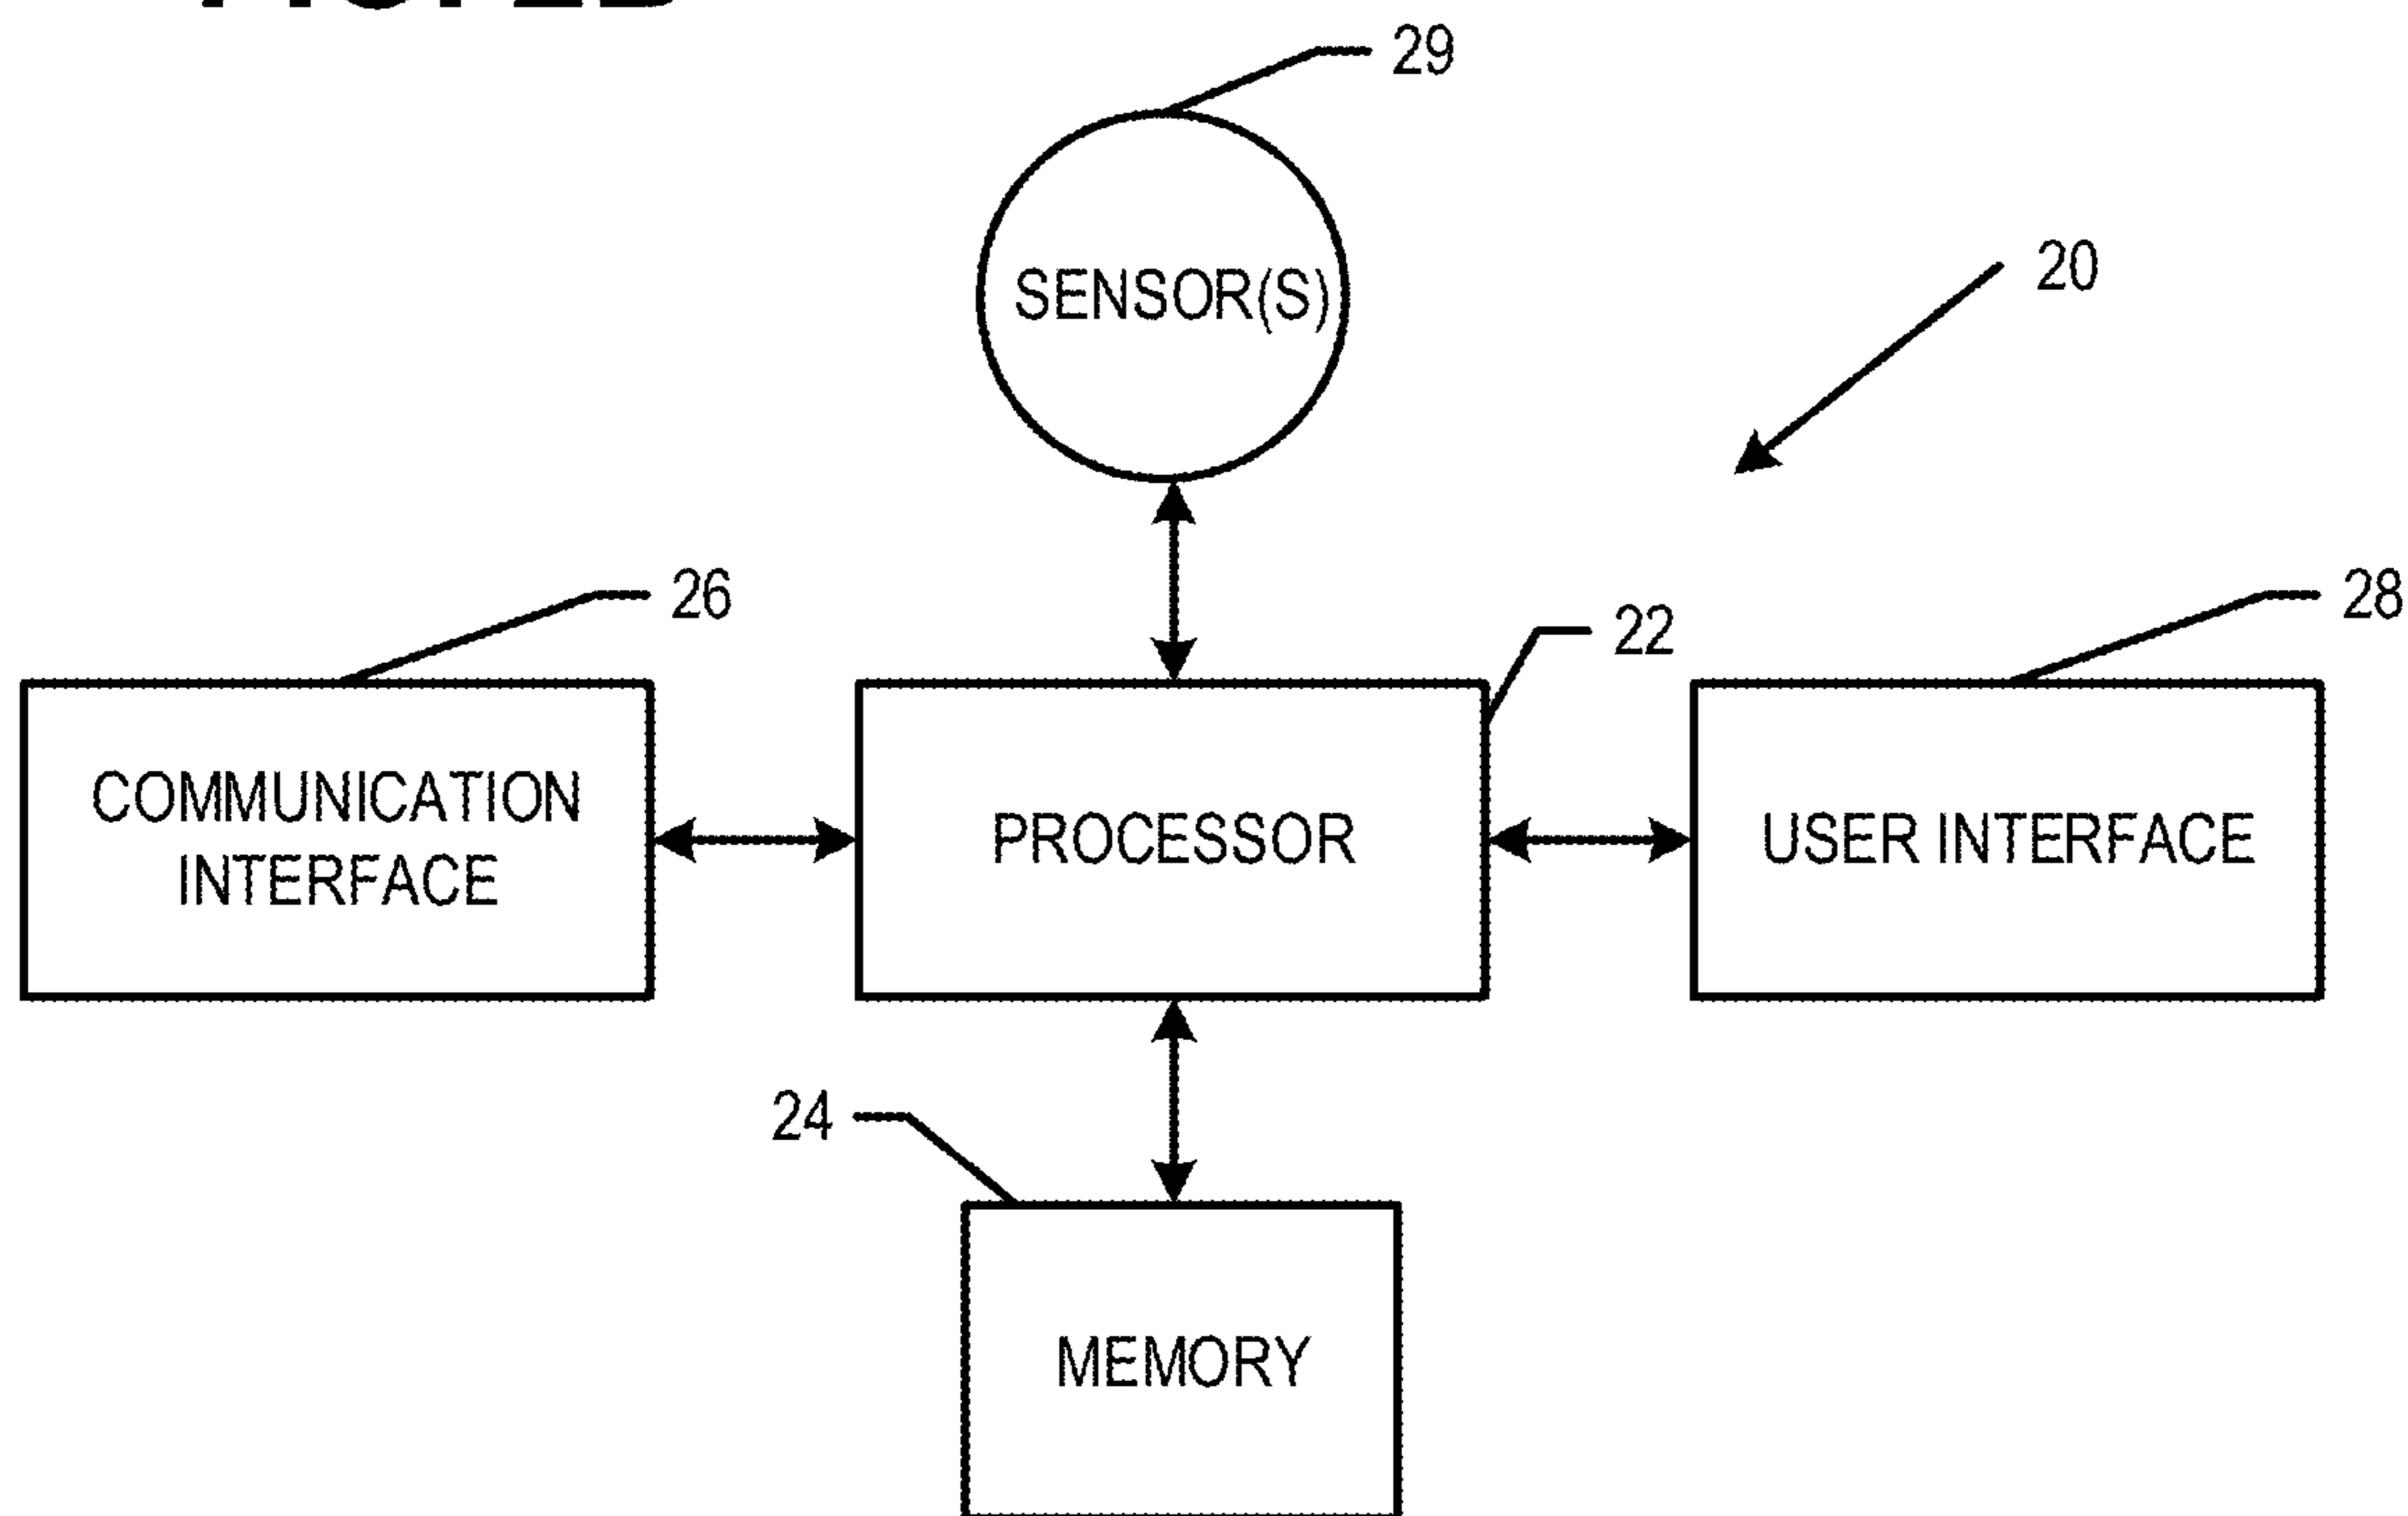 29
SENSOR(S)
20
26
22
28
COMMUNICATION
INTERFACE
PROCESSOR
USER INTERFACE
24
MEMORY